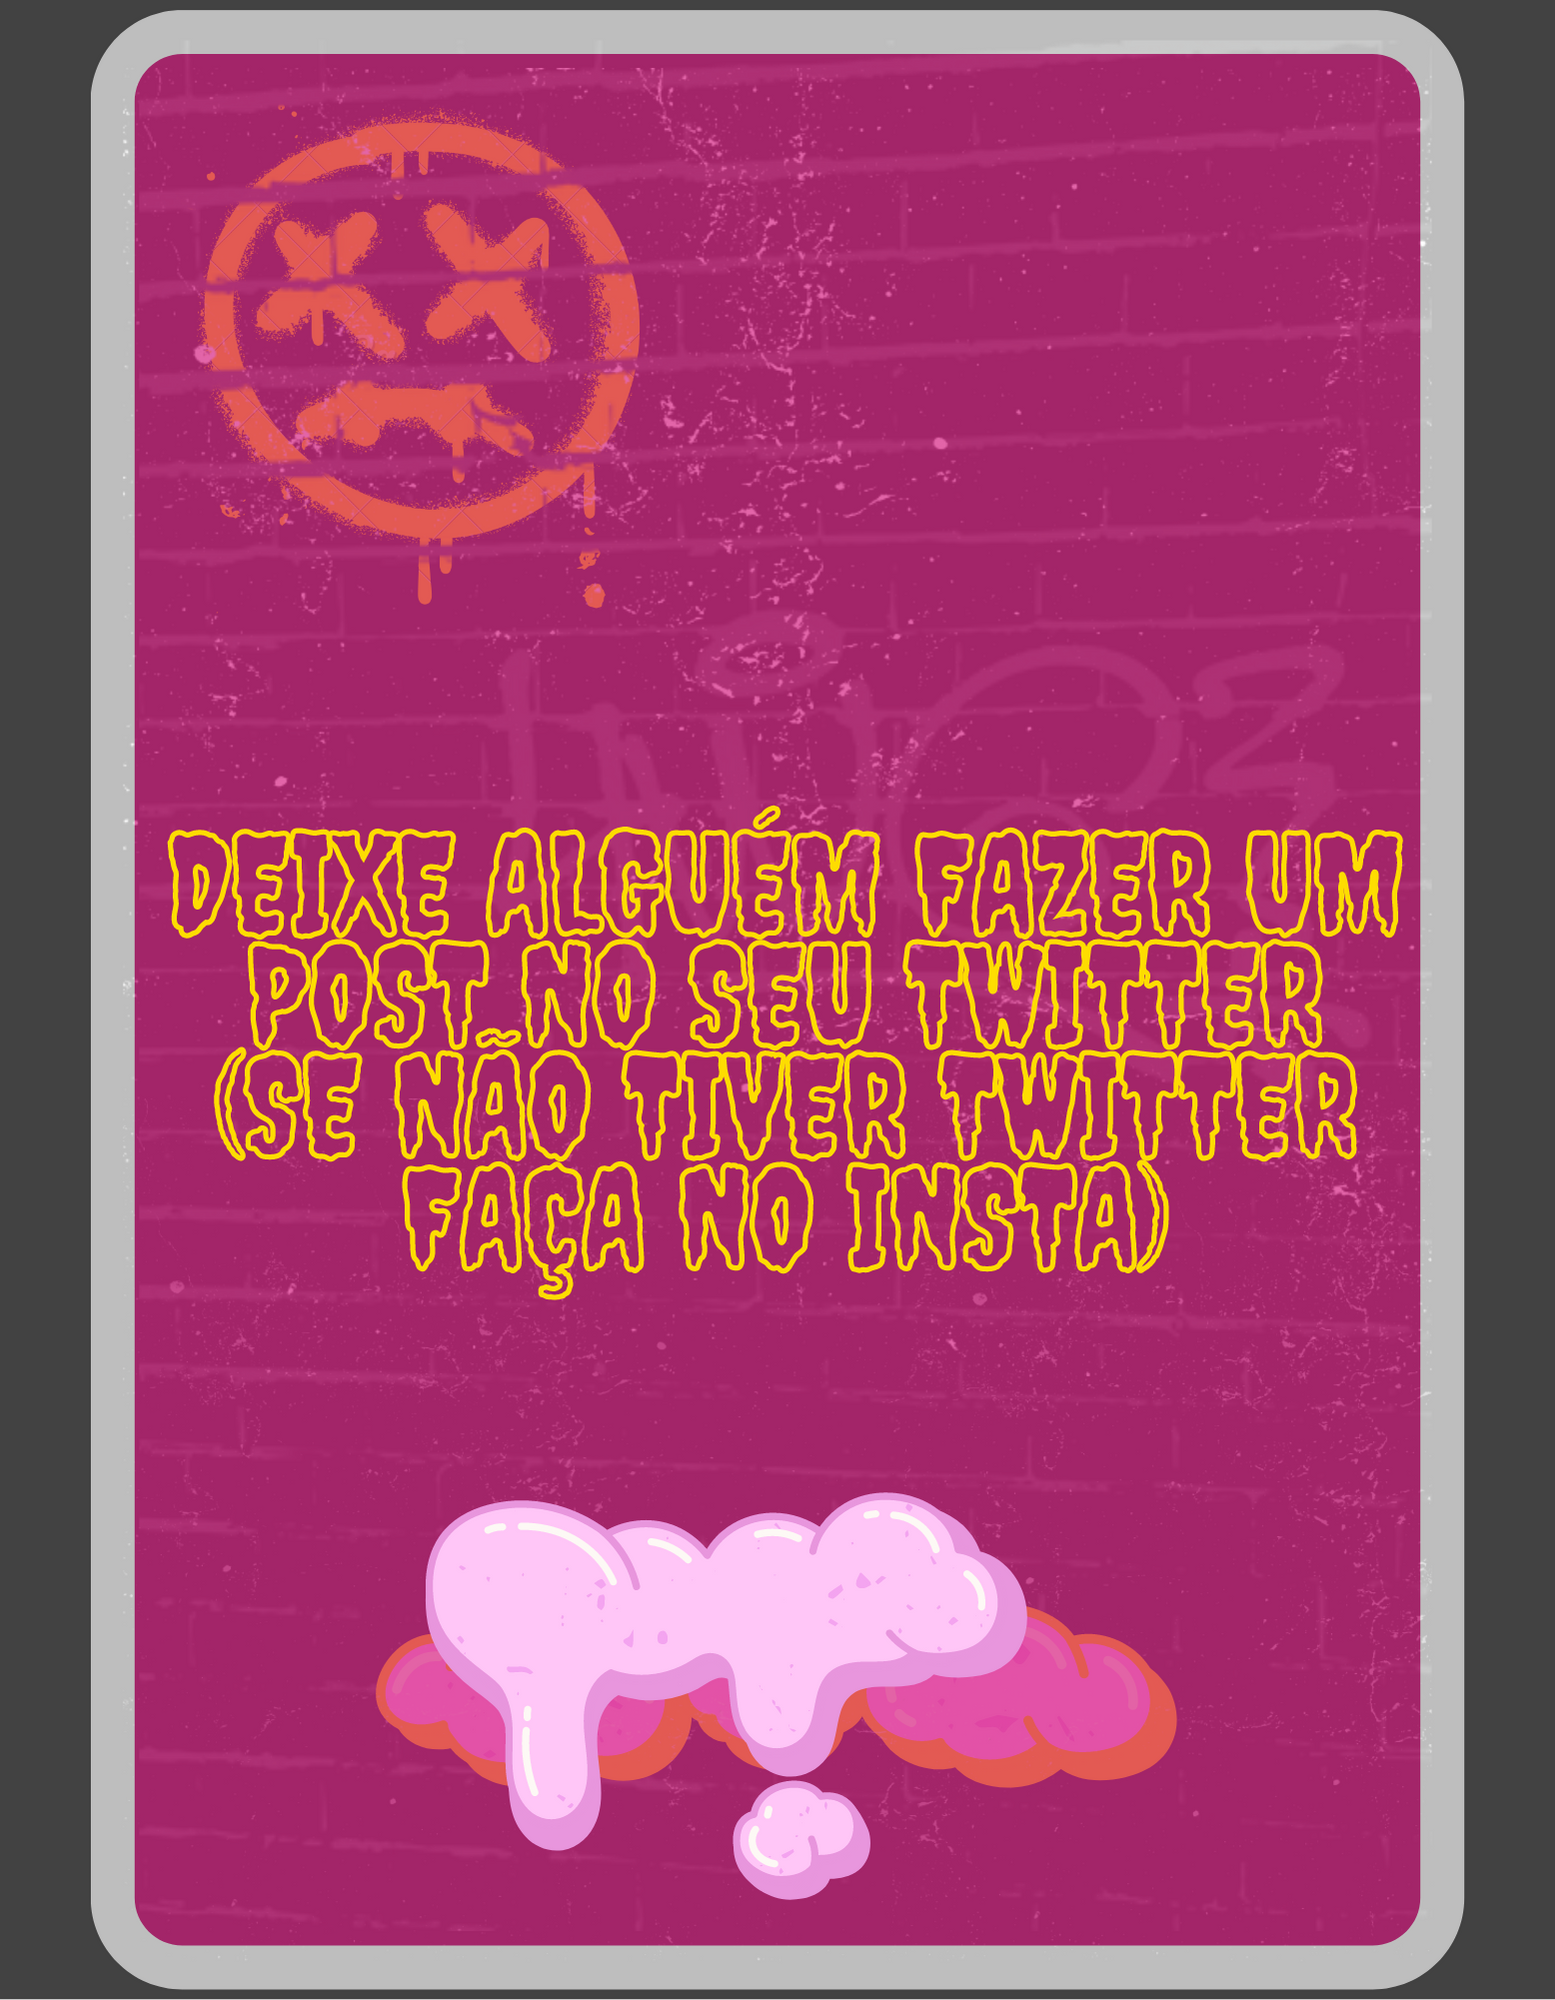 DEIXE ALGUÉM FAZER UM
POST NO SEU TWITTER
(SE NÃO TIVER TWITTER
FAÇA NO INSTA)